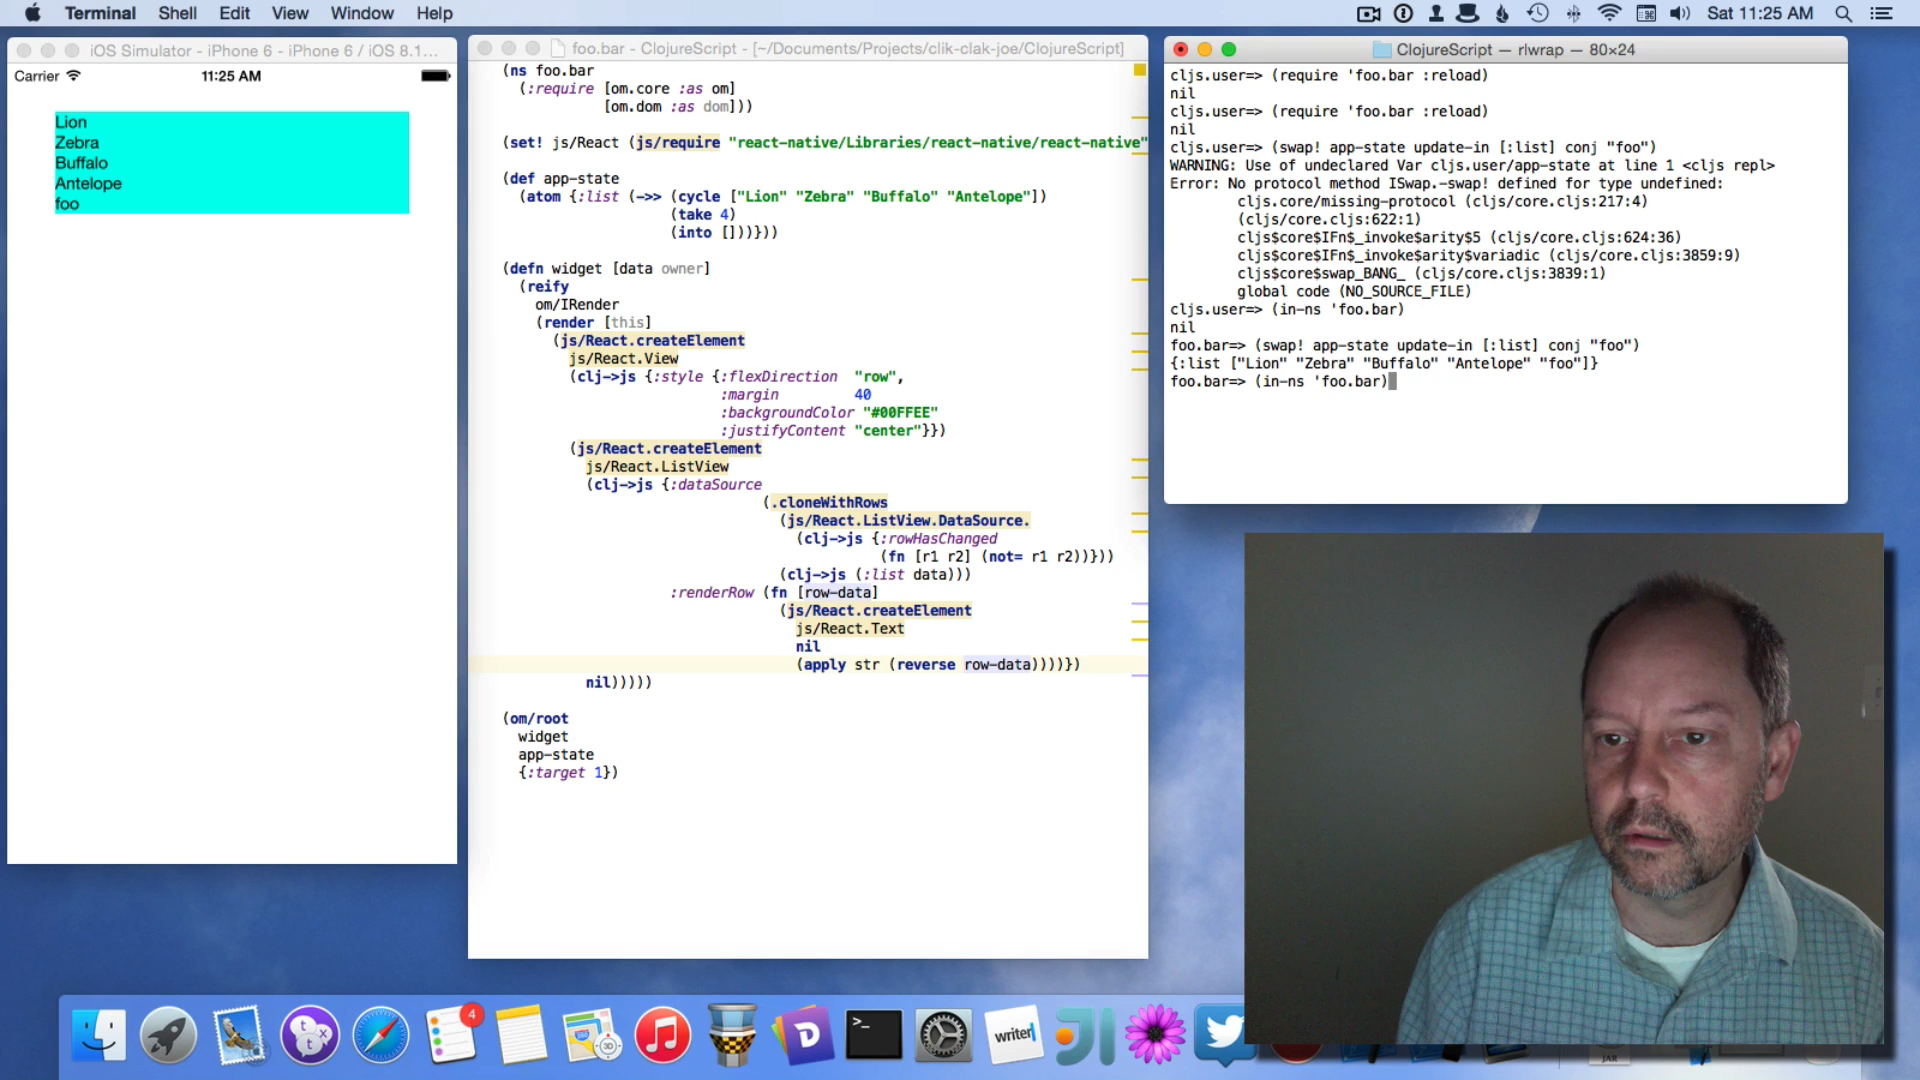 Terminal Shell Edit View Window Help
Sat 11:25 AM
iOS Simulator - iPhone 6 - iPhone 6 / iOS 8.1...
Carrier 11:25 AM
Lion
Zebra
Buffalo
Antelope
foo
foo.bar - ClojureScript - [~/Documents/Projects/clik-clak-joe/ClojureScript]
(ns foo.bar
(:require [om.core :as om]
[om.dom :as dom]))
(set! js/React (js/require "react-native/Libraries/react-native/react-native"
(def app-state
(atom {:list (->> (cycle ["Lion" "Zebra" "Buffalo" "Antelope"])
(take 4)
(into []))}))
(defn widget [data owner]
(reify
om/IRender
(render [this]
(js/React.createElement
js/React.View
(clj->js {:style {:flexDirection "row",
:margin 40
:backgroundColor "#00FFEE"
:justifyContent "center"}})
(js/React.createElement
js/React.ListView
(clj->js {:dataSource
(.cloneWithRows
(js/React.ListView.DataSource.
(clj->js {:rowHasChanged
(fn [r1 r2] (not= r1 r2))}))
(clj->js (:list data)))
:renderRow (fn [row-data]
(js/React.createElement
js/React.Text
nil
(apply str (reverse row-data))))})
nil)))))
(om/root
widget
app-state
{:target 1})
ClojureScript — rlwrap — 80×24
cljs.user=> (require 'foo.bar :reload)
nil
cljs.user=> (require 'foo.bar :reload)
nil
cljs.user=> (swap! app-state update-in [:list] conj "foo")
WARNING: Use of undeclared Var cljs.user/app-state at line 1 <cljs repl>
Error: No protocol method ISwap.-swap! defined for type undefined:
cljs.core/missing-protocol (cljs/core.cljs:217:4)
(cljs/core.cljs:622:1)
cljs$core$IFn$_invoke$arity$5 (cljs/core.cljs:624:36)
cljs$core$IFn$_invoke$arity$variadic (cljs/core.cljs:3859:9)
cljs$core$swap_BANG_ (cljs/core.cljs:3839:1)
global code (NO_SOURCE_FILE)
cljs.user=> (in-ns 'foo.bar)
nil
foo.bar=> (swap! app-state update-in [:list] conj "foo")
{:list ["Lion" "Zebra" "Buffalo" "Antelope" "foo"]}
foo.bar=> (in-ns 'foo.bar)
4
3D
D
>_
writer
JAR